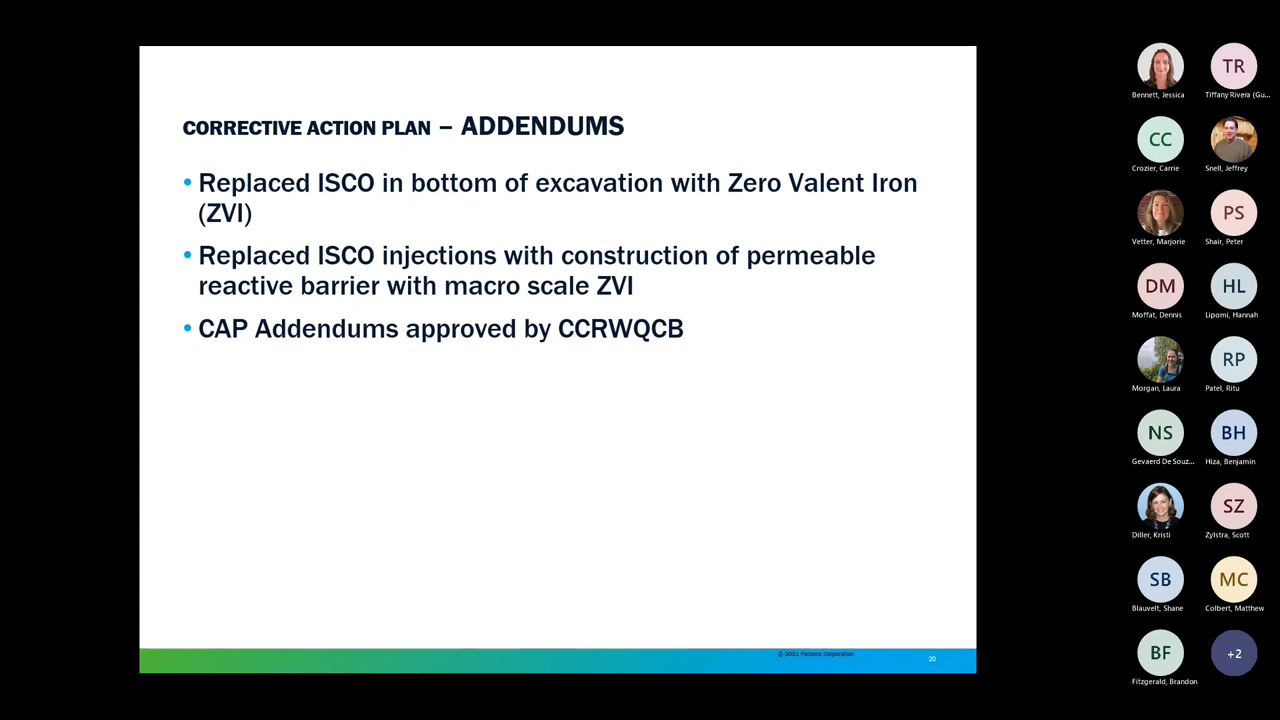 CORRECTIVE ACTION PLAN – ADDENDUMS
• Replaced ISCO in bottom of excavation with Zero Valent Iron
(ZVI)
• Replaced ISCO injections with construction of permeable
reactive barrier with macro scale ZVI
• CAP Addendums approved by CCRWQCB
© 2021 Parsons Corporation
20
Bennett, Jessica
TR
Tiffany Rivera (Gu...
CC
Crozier, Carrie
Snell, Jeffrey
Vetter, Marjorie
PS
Shair, Peter
DM
Moffat, Dennis
HL
Lipomi, Hannah
Morgan, Laura
RP
Patel, Ritu
NS
Gevaerd De Souz...
BH
Hiza, Benjamin
Diller, Kristi
SZ
Zylstra, Scott
SB
Blauvelt, Shane
MC
Colbert, Matthew
BF
Fitzgerald, Brandon
+2